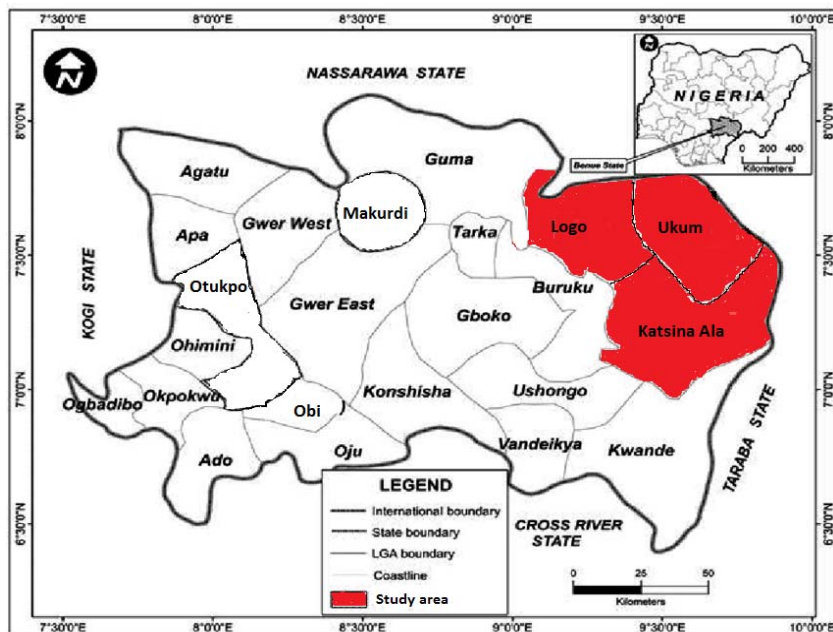 7°30'0"E 8°0'0"E 8°30'0"E 9°0'0"E 9°30'0"E 10°0'0"E
N
NASSARAWA STATE
N
NIGERIA
Benue State
0 200 400
Kilometers
8°0'0"N
8°0'0"N
Agatu
Guma
Gwer West
Makurdi
Apa
Tarka
Logo
Ukum
7°30'0"N
7°30'0"N
KOGI STATE
Otukpo
Gwer East
Buruku
Gboko
Katsina Ala
Ohimini
7°0'0"N
7°0'0"N
Ogbadibo
Okpokwu
Obi
Konshisha
Ushongo
TARABA STATE
Ado
Oju
Vandeikya
Kwande
6°30'0"N
6°30'0"N
CROSS RIVER
STATE
LEGEND
International boundary
State boundary
LGA boundary
Coastline
Study area
0 25 50
Kilometers
7°30'0"E 8°0'0"E 8°30'0"E 9°0'0"E 9°30'0"E 10°0'0"E